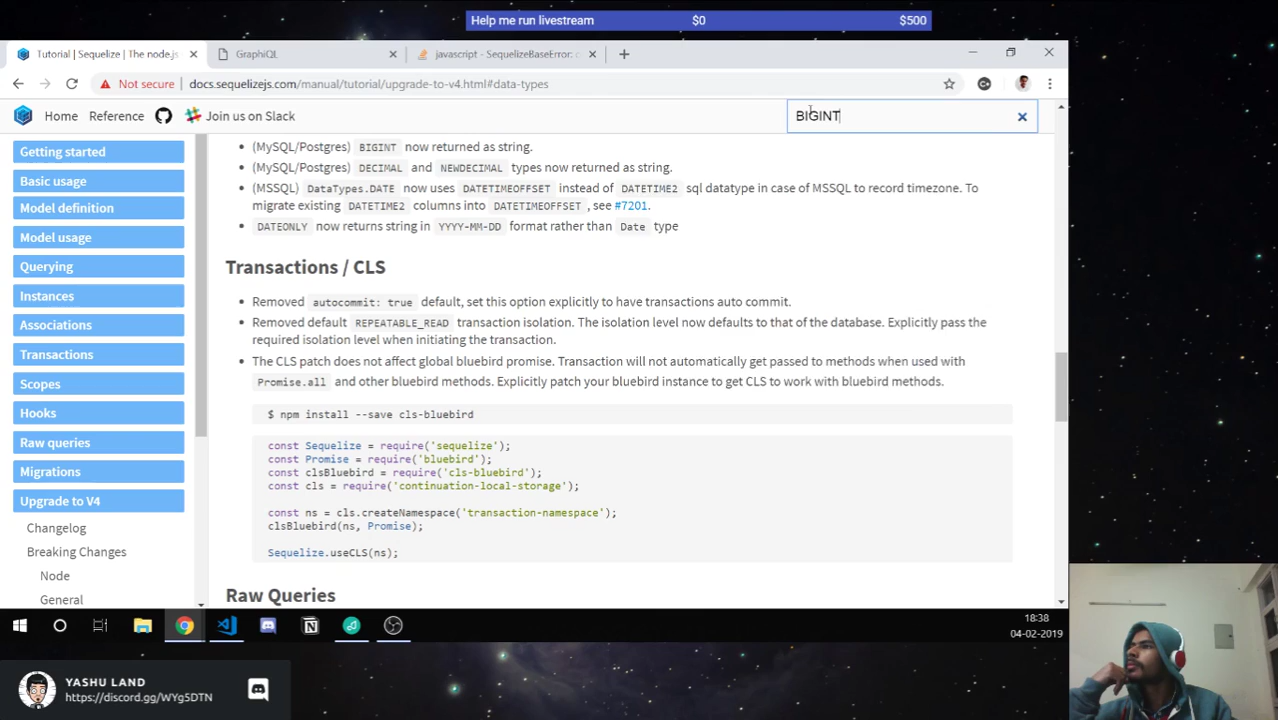 Help me run livestream $0 $500
Tutorial | Sequelize | The node.js
GraphiQL
javascript - SequelizeBaseError: c
Not secure docs.sequelizejs.com/manual/tutorial/upgrade-to-v4.html#data-types
Home Reference Join us on Slack BIGINT
Getting started
Basic usage
Model definition
Model usage
Querying
Instances
Associations
Transactions
Scopes
Hooks
Raw queries
Migrations
Upgrade to V4
Changelog
Breaking Changes
Node
General
(MySQL/Postgres) BIGINT now returned as string.
(MySQL/Postgres) DECIMAL and NEWDECIMAL types now returned as string.
(MSSQL) DataTypes.DATE now uses DATETIMEOFFSET instead of DATETIME2 sql datatype in case of MSSQL to record timezone. To
migrate existing DATETIME2 columns into DATETIMEOFFSET, see #7201.
DATEONLY now returns string in YYYY-MM-DD format rather than Date type
Transactions / CLS
Removed autocommit: true default, set this option explicitly to have transactions auto commit.
Removed default REPEATABLE_READ transaction isolation. The isolation level now defaults to that of the database. Explicitly pass the
required isolation level when initiating the transaction.
The CLS patch does not affect global bluebird promise. Transaction will not automatically get passed to methods when used with
Promise.all and other bluebird methods. Explicitly patch your bluebird instance to get CLS to work with bluebird methods.
$ npm install --save cls-bluebird
const Sequelize = require('sequelize');
const Promise = require('bluebird');
const clsBluebird = require('cls-bluebird');
const cls = require('continuation-local-storage');
const ns = cls.createNamespace('transaction-namespace');
clsBluebird(ns, Promise);
Sequelize.useCLS(ns);
Raw Queries
18:38
04-02-2019
YASHU LAND
https://discord.gg/WYg5DTN